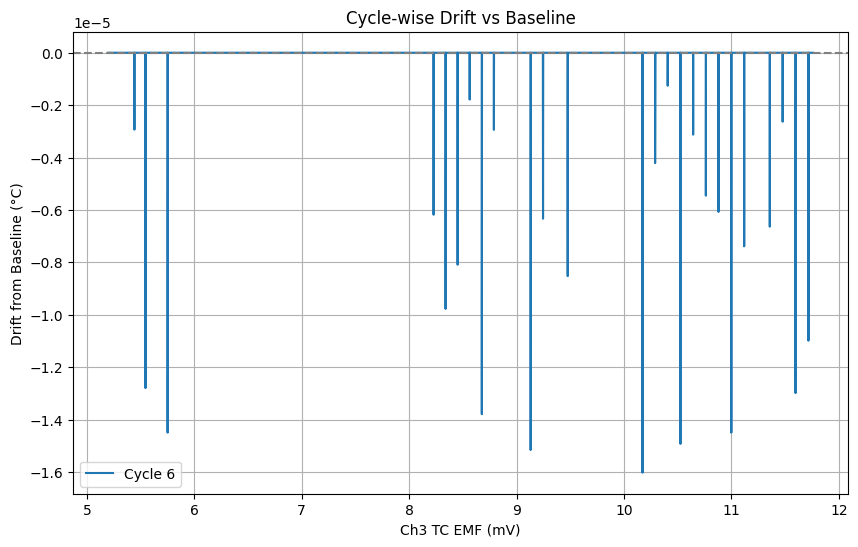 Cycle-wise Drift vs Baseline
1e−5
0.0
−0.2
−0.4
−0.6
−0.8
−1.0
−1.2
−1.4
−1.6
Drift from Baseline (°C)
Cycle 6
5 6 7 8 9 10 11 12
Ch3 TC EMF (mV)